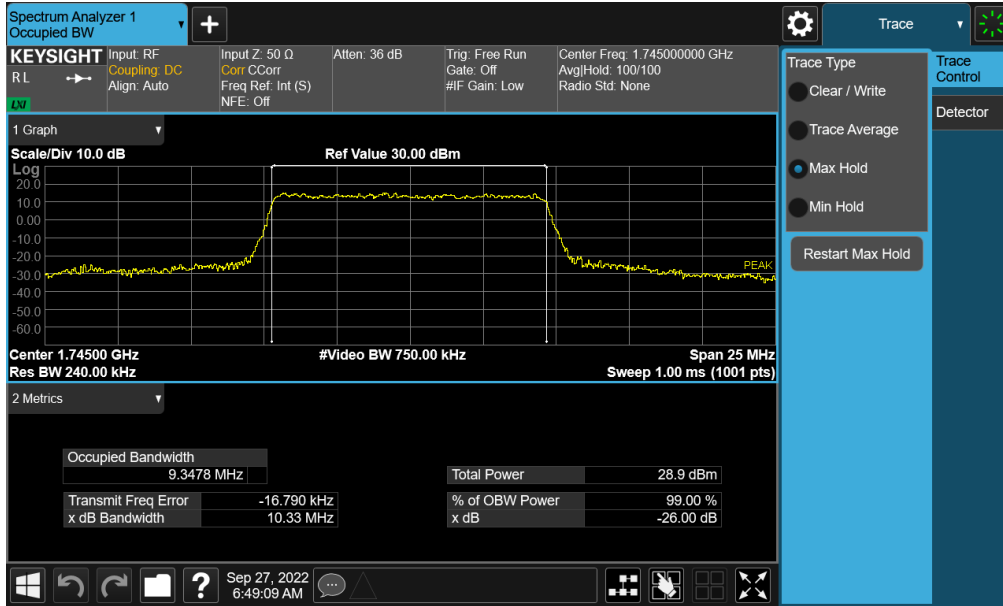 Spectrum Analyzer 1
Occupied BW
Trace
KEYSIGHT
R L
LXI
Input: RF
Coupling: DC
Align: Auto
Input Z: 50 Ω
Corr CCorr
Freq Ref: Int (S)
NFE: Off
Atten: 36 dB
Trig: Free Run
Gate: Off
#IF Gain: Low
Center Freq: 1.745000000 GHz
Avg|Hold: 100/100
Radio Std: None
1 Graph
Scale/Div 10.0 dB
Ref Value 30.00 dBm
Log
20.0
10.0
0.00
-10.0
-20.0
-30.0
-40.0
-50.0
-60.0
PEAK
Center 1.74500 GHz
#Video BW 750.00 kHz
Span 25 MHz
Res BW 240.00 kHz
Sweep 1.00 ms (1001 pts)
2 Metrics
Occupied Bandwidth
9.3478 MHz
Transmit Freq Error -16.790 kHz
x dB Bandwidth 10.33 MHz
Total Power 28.9 dBm
% of OBW Power 99.00 %
x dB -26.00 dB
?
Sep 27, 2022
6:49:09 AM
Trace Type
Clear / Write
Trace Average
Max Hold
Min Hold
Restart Max Hold
Trace
Control
Detector